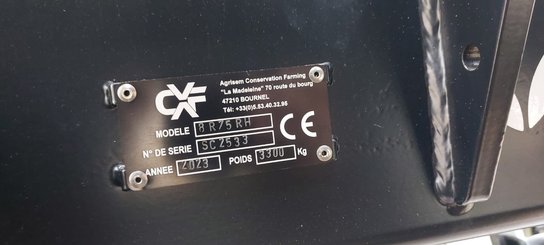 CXF
Agrisem Conservation Farming
"La Madeleine" 70 route du bourg
47210 BOURNEL
Tél: +33(0)5.53.40.32.95
MODELE 8R75RH
N° DE SERIE SC2533
ANNEE 2023 POIDS 3300 Kg
CE